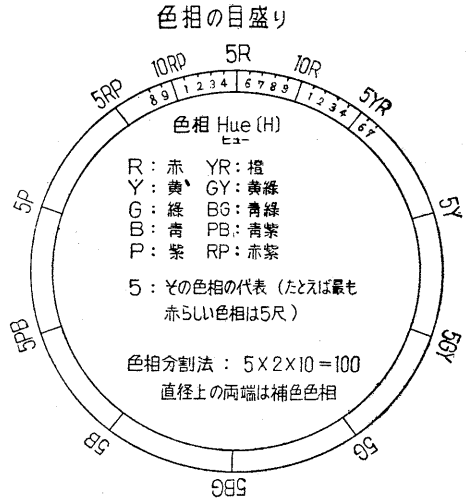 色相の目盛り
5R
10R
5YR
5Y
5GY
5G
5BG
5B
5PB
5P
5RP
10RP
8 9 1 2 3 4 6 7 8 9 1 2 3 4 6 7
色相 Hue (H)
ヒュー
R : 赤 YR : 橙
Y : 黄 GY : 黄緑
G : 緑 BG : 青緑
B : 青 PB : 青紫
P : 紫 RP : 赤紫
5 : その色相の代表 (たとえば最も
赤らしい色相は5R)
色相分割法 : 5×2×10=100
直径上の両端は補色色相